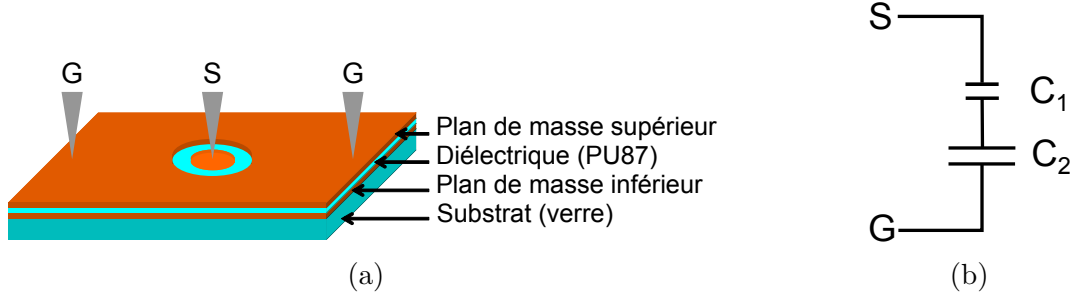 G
S
G
Plan de masse supérieur
Diélectrique (PU87)
Plan de masse inférieur
Substrat (verre)
(a)
S
C1
C2
G
(b)